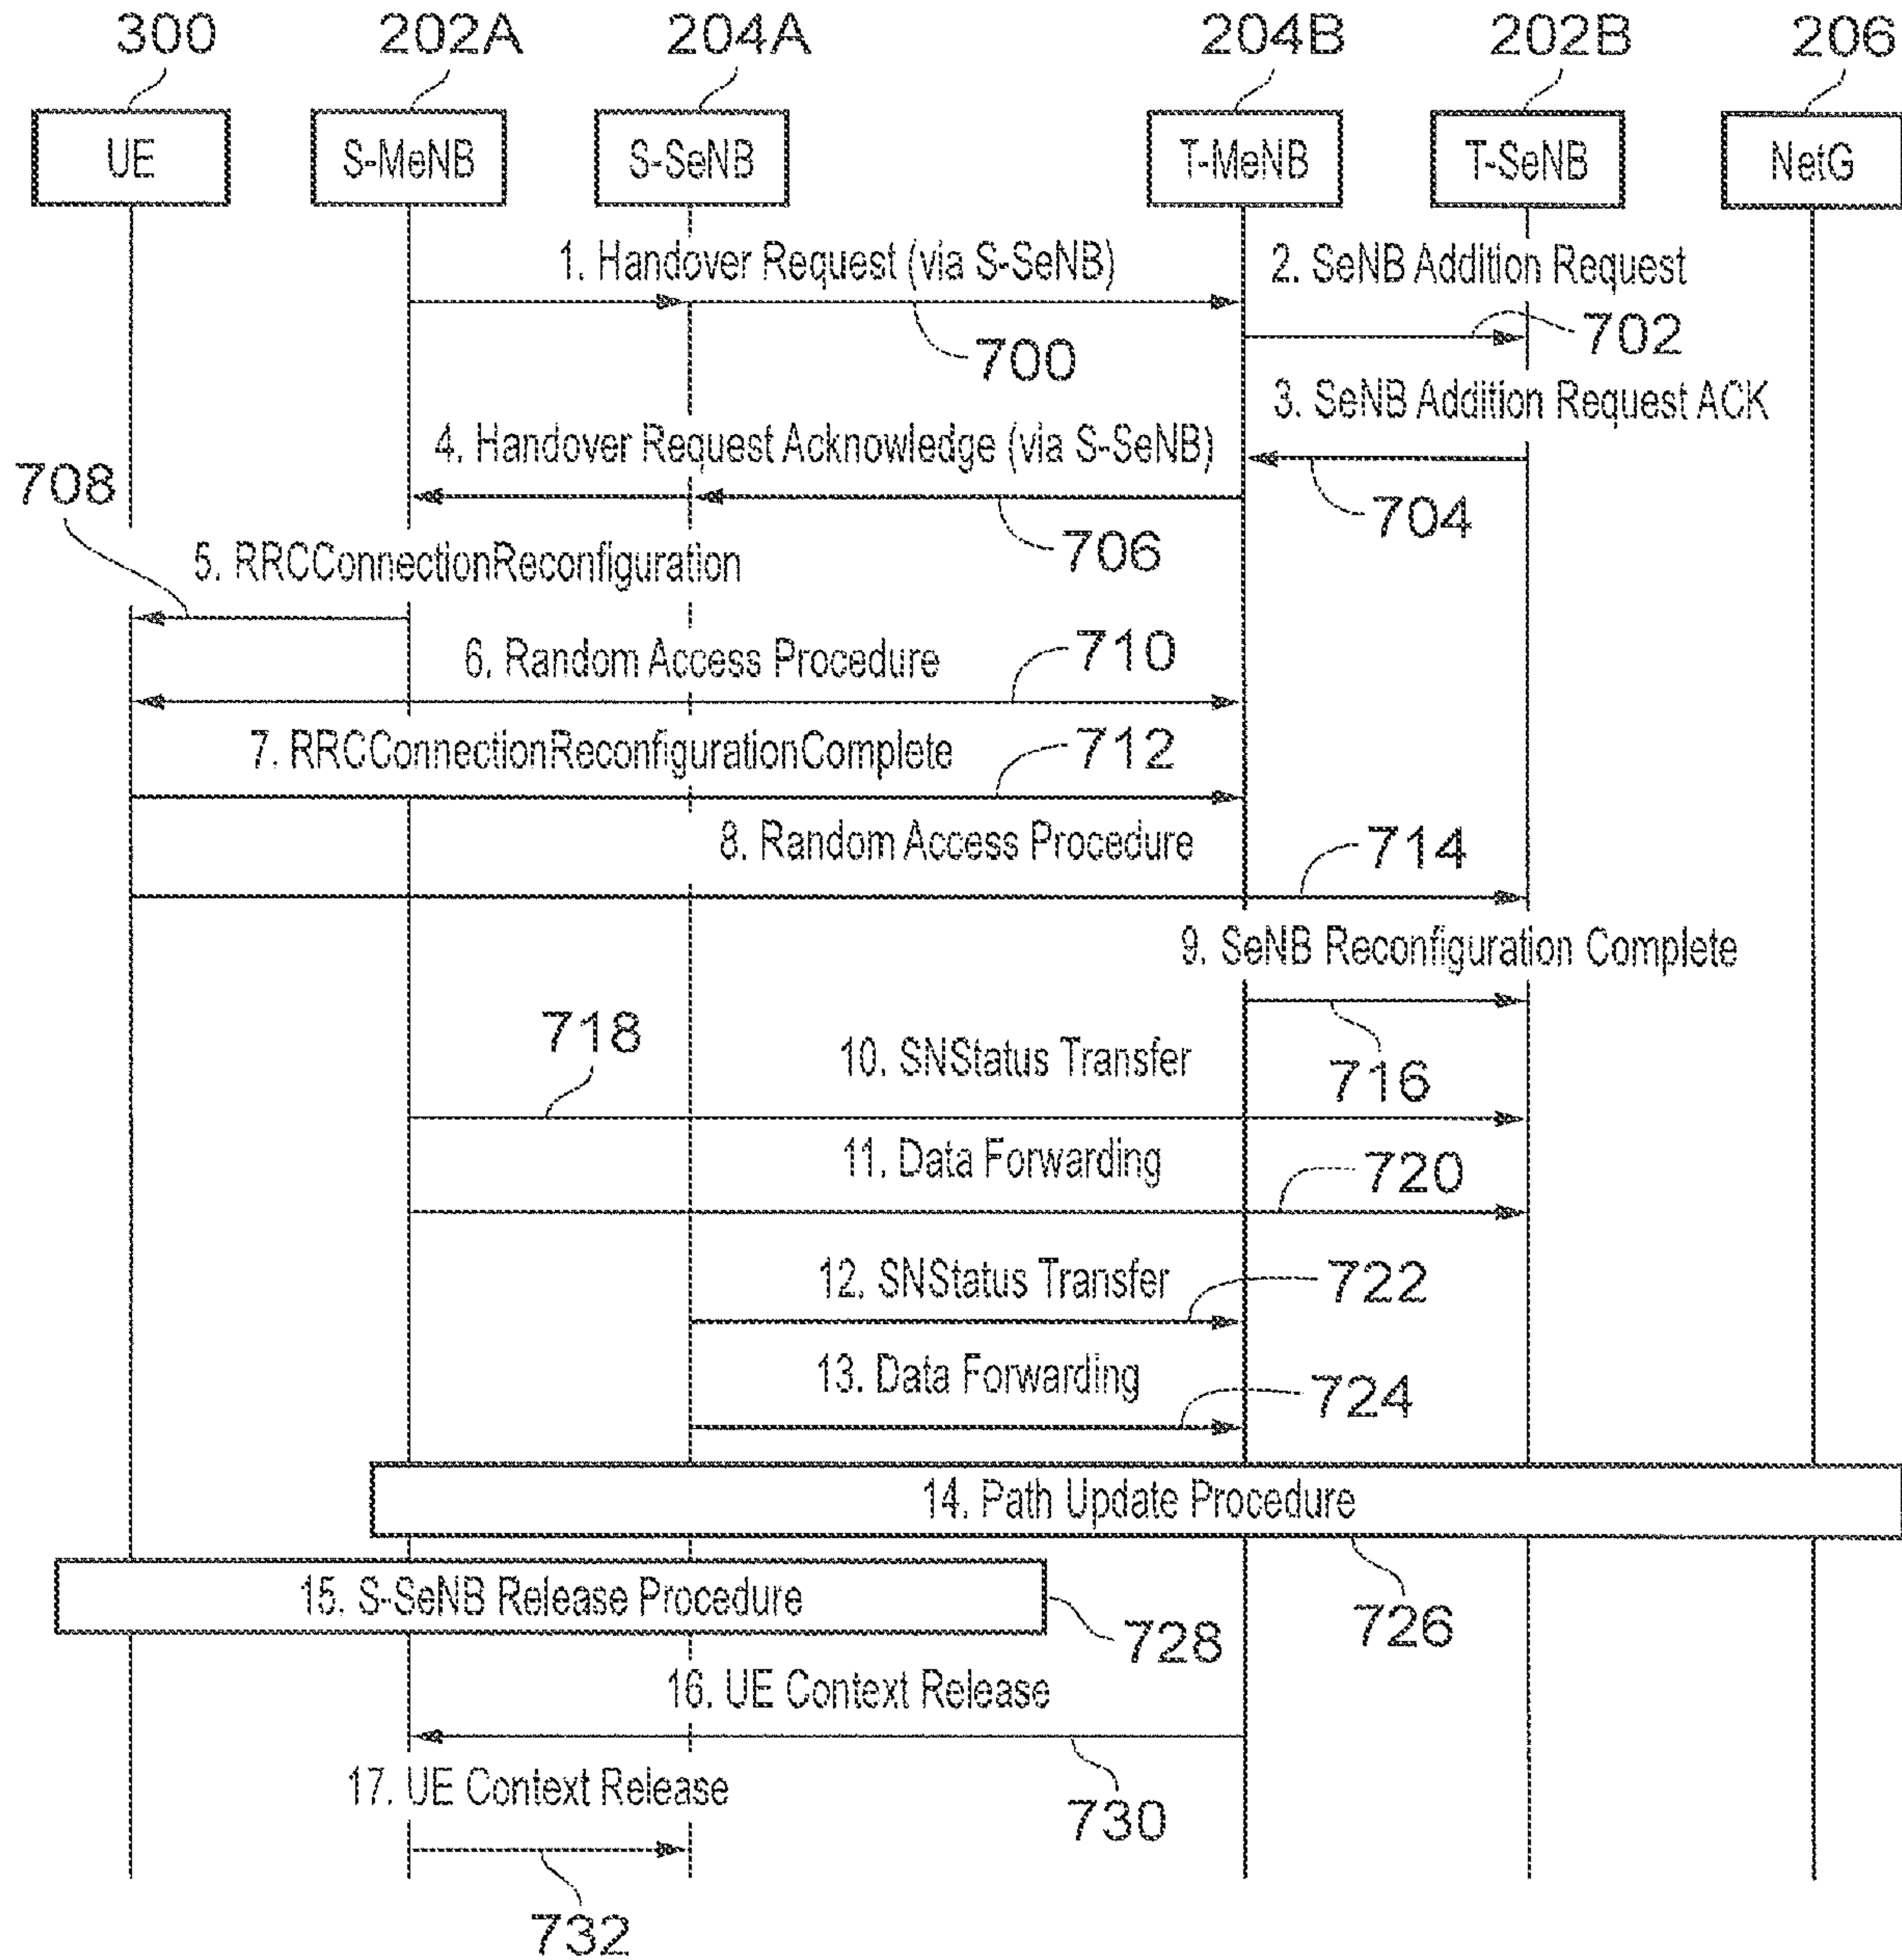 300 202A 204A 204B 202B 206
UE S-MeNB S-SeNB T-MeNB T-SeNB NetG
1. Handover Request (via S-SeNB)
2. SeNB Addition Request
700
702
3. SeNB Addition Request ACK
4. Handover Request Acknowledge (via S-SeNB)
708
704
706
5. RRCConnectionReconfiguration
6. Random Access Procedure
710
7. RRCConnectionReconfigurationComplete
712
8. Random Access Procedure
714
9. SeNB Reconfiguration Complete
718
10. SNStatus Transfer
716
11. Data Forwarding
720
12. SNStatus Transfer
722
13. Data Forwarding
724
14. Path Update Procedure
15. S-SeNB Release Procedure
726
728
16. UE Context Release
17. UE Context Release
730
732